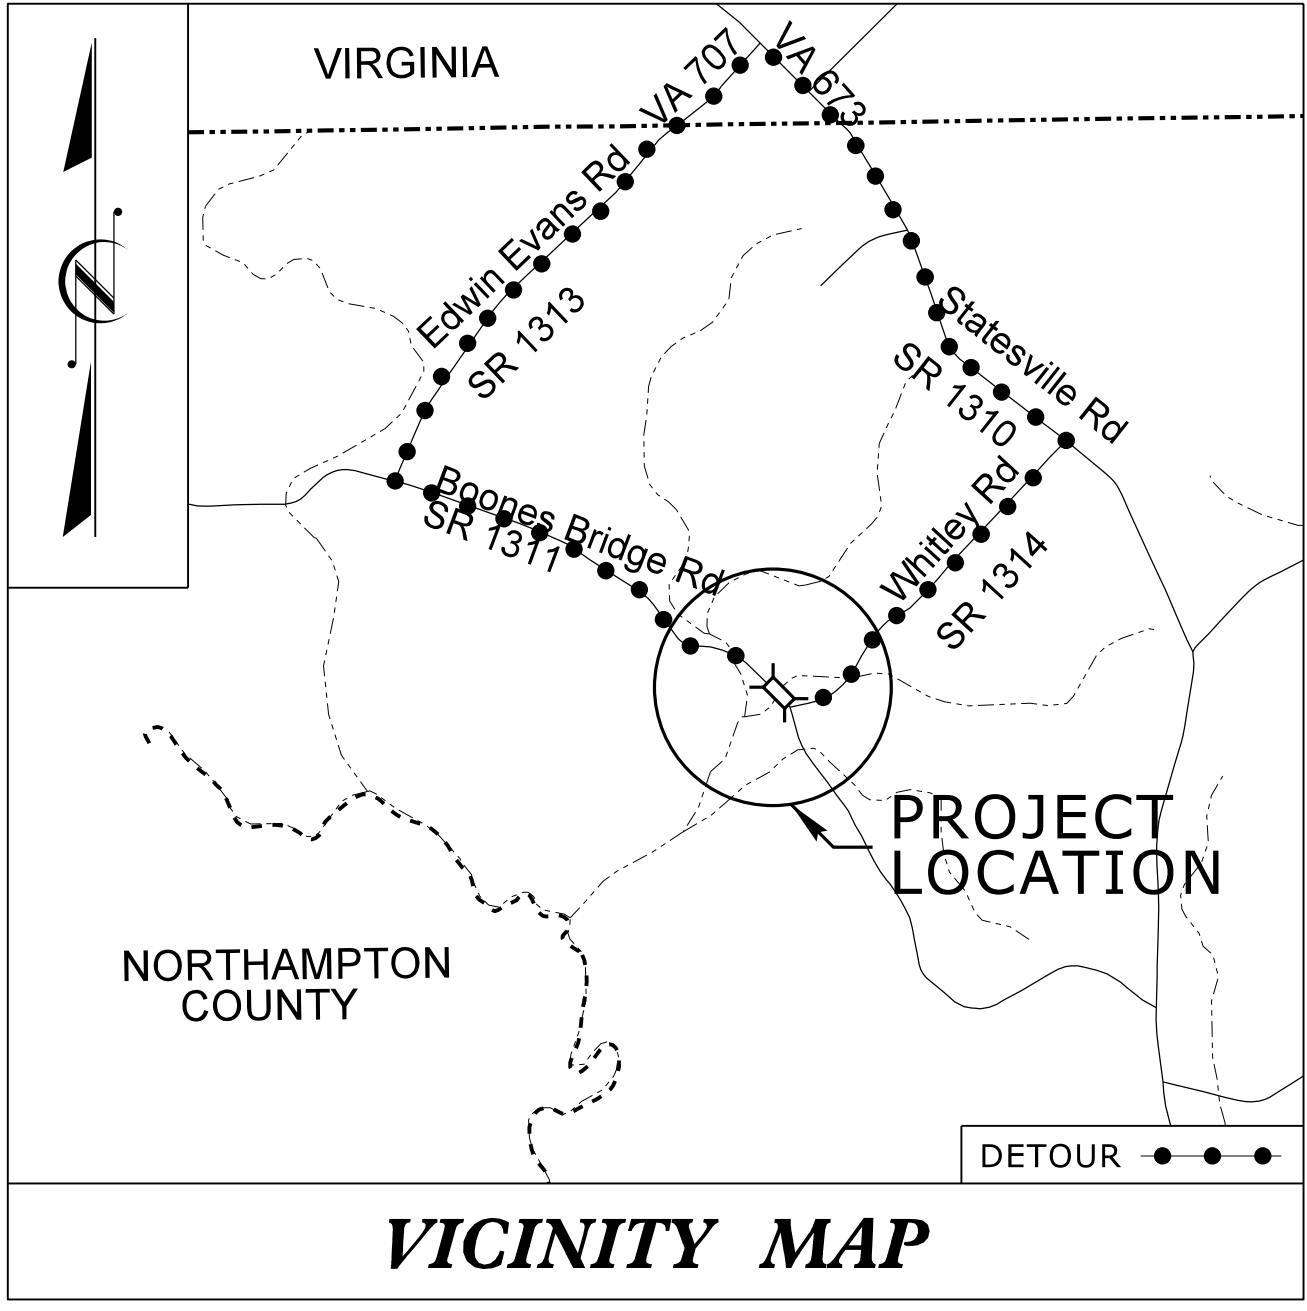 VIRGINIA
VA 707
VA 673
Edwin Evans Rd
SR 1313
Statesville Rd
SR 1310
Boones Bridge Rd
SR 1311
Whitley Rd
SR 1314
PROJECT
LOCATION
NORTHAMPTON
COUNTY
DETOUR
VICINITY MAP